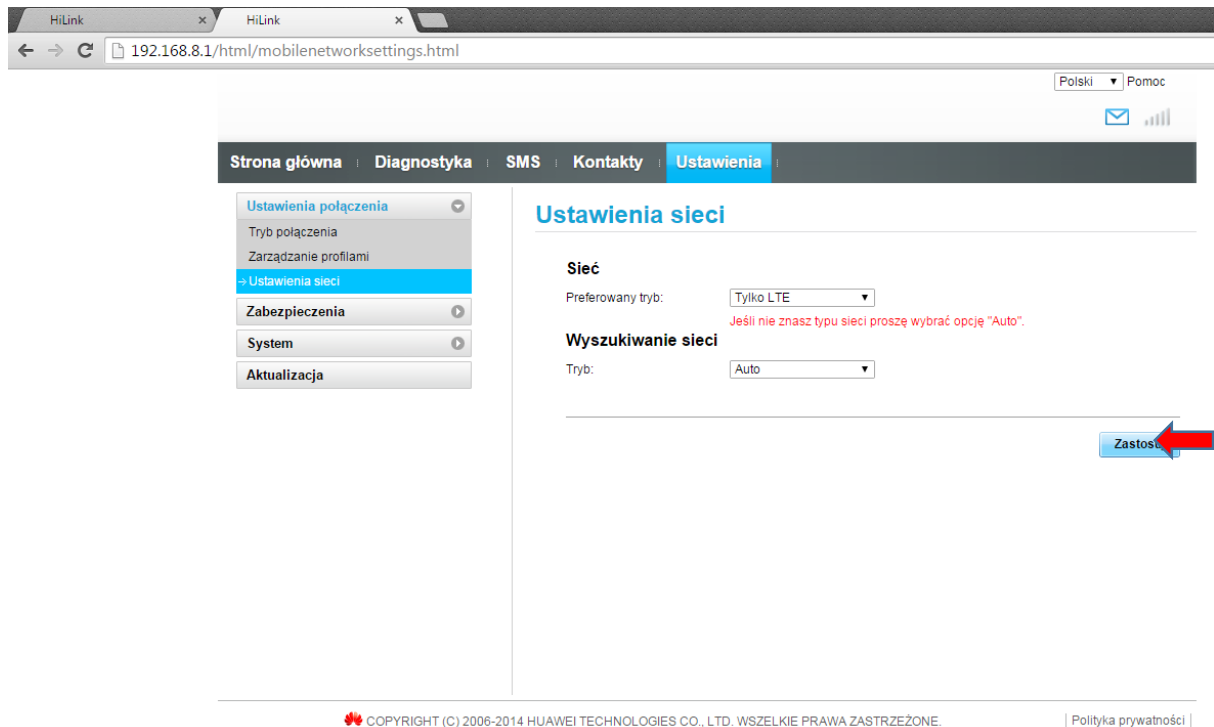 HiLink
HiLink
192.168.8.1/html/mobilenetworksettings.html
Polski Pomoc
Strona główna Diagnostyka SMS Kontakty Ustawienia
Ustawienia połączenia
Tryb połączenia
Zarządzanie profilami
Ustawienia sieci
Zabezpieczenia
System
Aktualizacja
Ustawienia sieci
Sieć
Preferowany tryb: Tylko LTE
Jeśli nie znasz typu sieci proszę wybrać opcję "Auto".
Wyszukiwanie sieci
Tryb: Auto
COPYRIGHT (C) 2006-2014 HUAWEI TECHNOLOGIES CO., LTD. WSZELKIE PRAWA ZASTRZEŻONE. | Polityka prywatności |